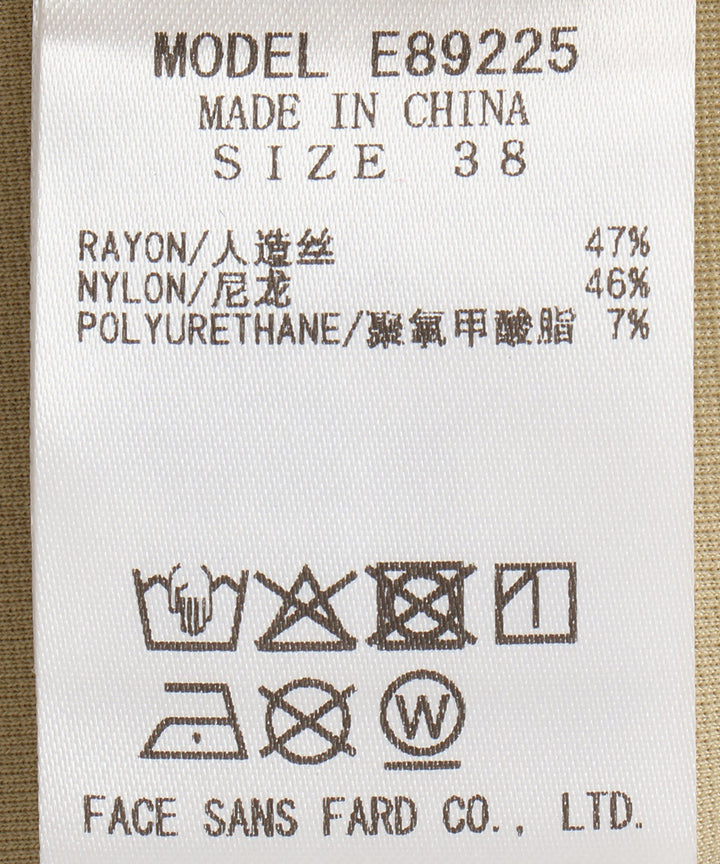 MODEL E89225
MADE IN CHINA
SIZE 38
RAYON/人造丝 47%
NYLON/尼龙 46%
POLYURETHANE/聚氨甲酸脂 7%
W
FACE SANS FARD CO., LTD.